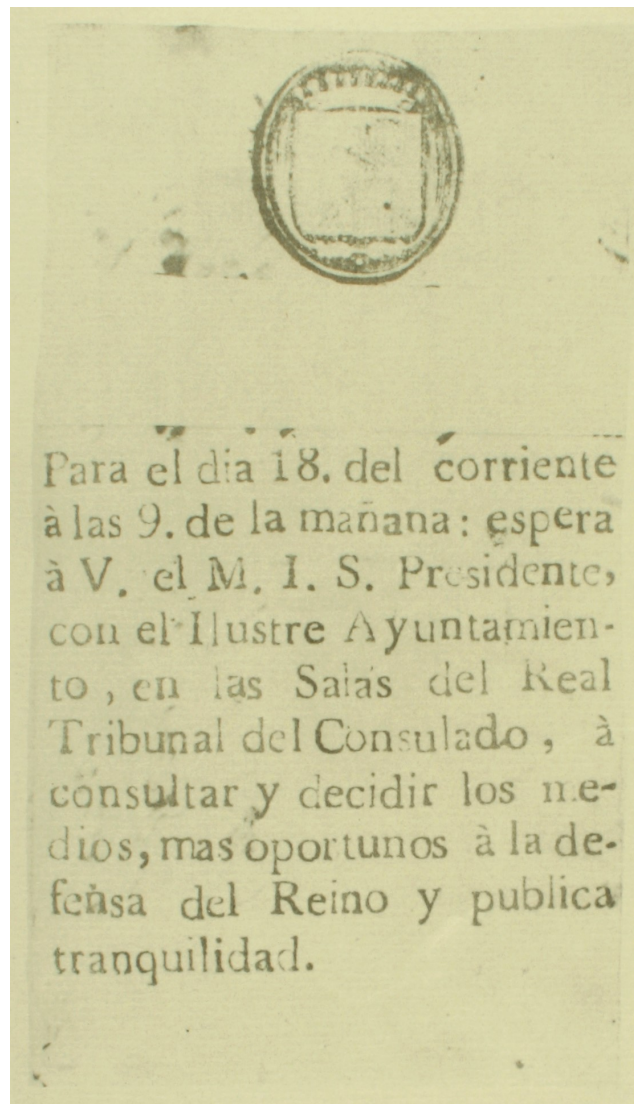 Para el dia 18. del corriente
à las 9. de la mañana: espera
à V. el M. I. S. Presidente,
con el Ilustre Ayuntamien-
to, en las Salas del Real
Tribunal del Consulado, à
consultar y decidir los me-
dios, mas oportunos à la de-
fensa del Reino y publica
tranquilidad.